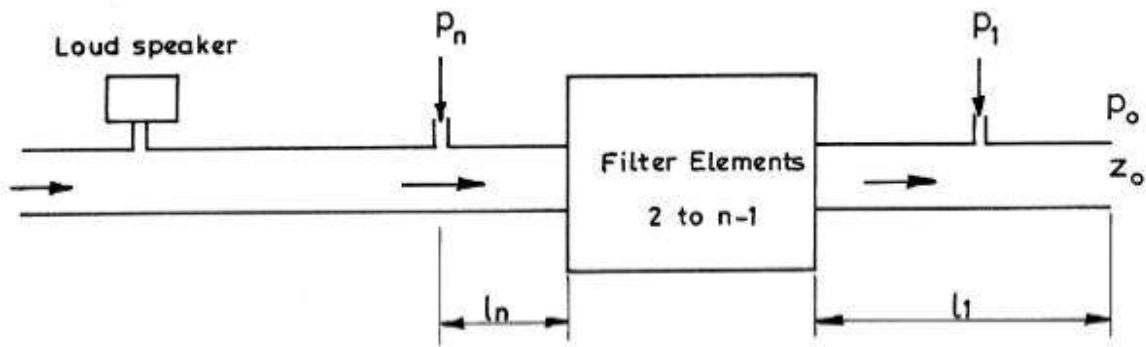 Loud speaker
pₙ
p₁
pₒ
Filter Elements
zₒ
2 to n-1
lₙ
l₁